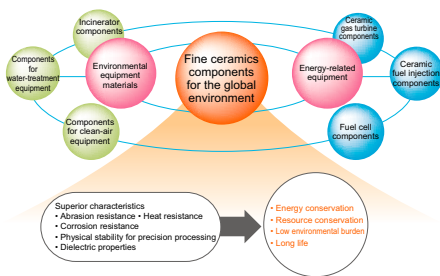 Incinerator
components
Components
for
water-treatment
equipment
Environmental
equipment
materials
Components
for clean-air
equipment
Fine ceramics
components
for the global
environment
Energy-related
equipment
Ceramic
gas turbine
components
Ceramic
fuel injection
components
Fuel cell
components
Superior characteristics
• Abrasion resistance • Heat resistance
• Corrosion resistance
• Physical stability for precision processing
• Dielectric properties
• Energy conservation
• Resource conservation
• Low environmental burden
• Long life